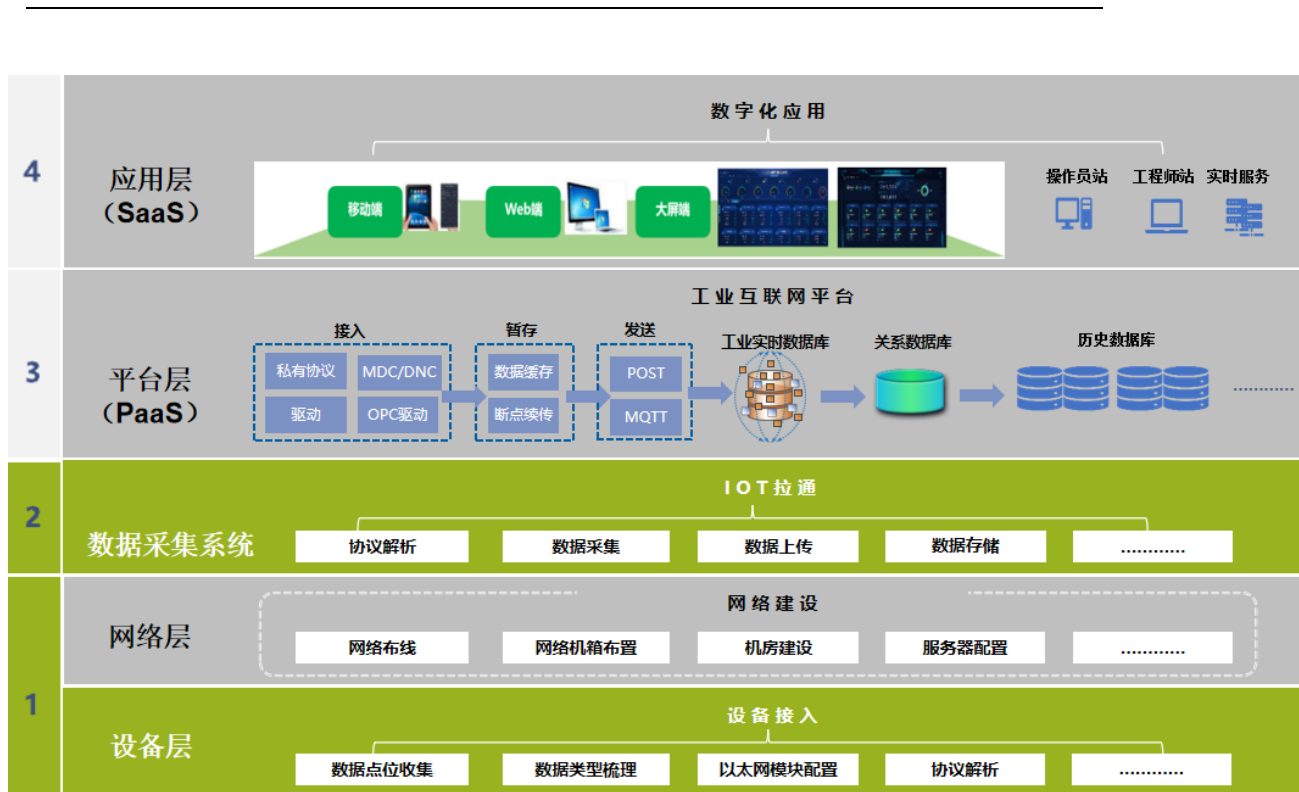 数字化应用
4
应用层
（SaaS）
移动端
Web端
大屏端
操作员站
工程师站
实时服务
工业互联网平台
3
平台层
（PaaS）
接入
私有协议
MDC/DNC
驱动
OPC驱动
暂存
数据缓存
断点续传
发送
POST
MQTT
工业实时数据库
关系数据库
历史数据库
…………
2
数据采集系统
IOT拉通
协议解析
数据采集
数据上传
数据存储
…………
1
网络层
网络建设
网络布线
网络机箱布置
机房建设
服务器配置
…………
设备层
设备接入
数据点位收集
数据类型梳理
以太网模块配置
协议解析
…………